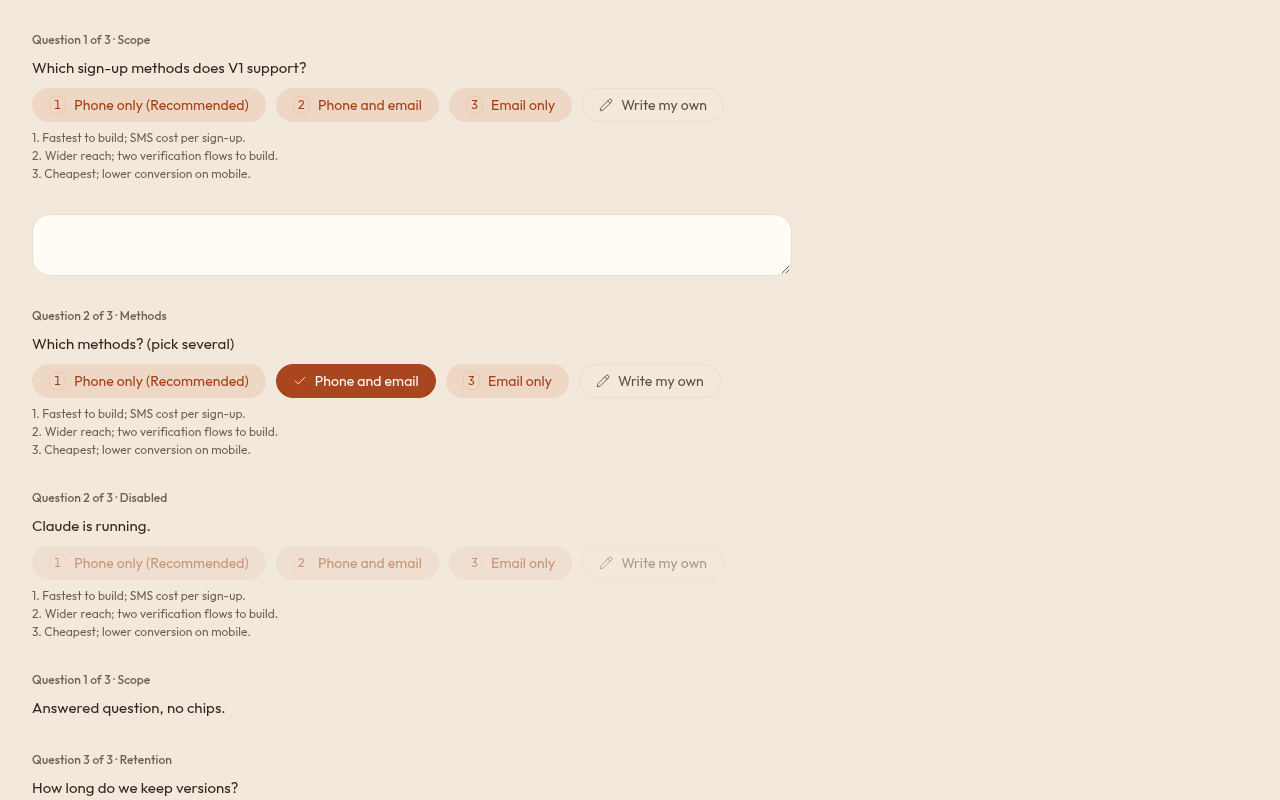 Question 1 of 3 · Scope
Which sign-up methods does V1 support?
1 Phone only (Recommended) 2 Phone and email 3 Email only Write my own
1. Fastest to build; SMS cost per sign-up.
2. Wider reach; two verification flows to build.
3. Cheapest; lower conversion on mobile.
Question 2 of 3 · Methods
Which methods? (pick several)
1 Phone only (Recommended) Phone and email 3 Email only Write my own
1. Fastest to build; SMS cost per sign-up.
2. Wider reach; two verification flows to build.
3. Cheapest; lower conversion on mobile.
Question 2 of 3 · Disabled
Claude is running.
1 Phone only (Recommended) 2 Phone and email 3 Email only Write my own
1. Fastest to build; SMS cost per sign-up.
2. Wider reach; two verification flows to build.
3. Cheapest; lower conversion on mobile.
Question 1 of 3 · Scope
Answered question, no chips.
Question 3 of 3 · Retention
How long do we keep versions?